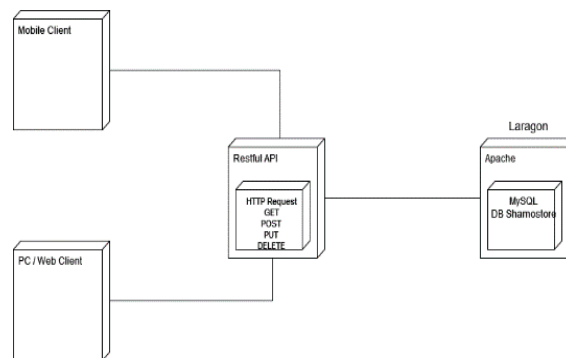 Mobile Client
Laragon
Restful API
Apache
HTTP Request
GET
POST
PUT
DELETE
MySQL
DB Shamostore
PC / Web Client